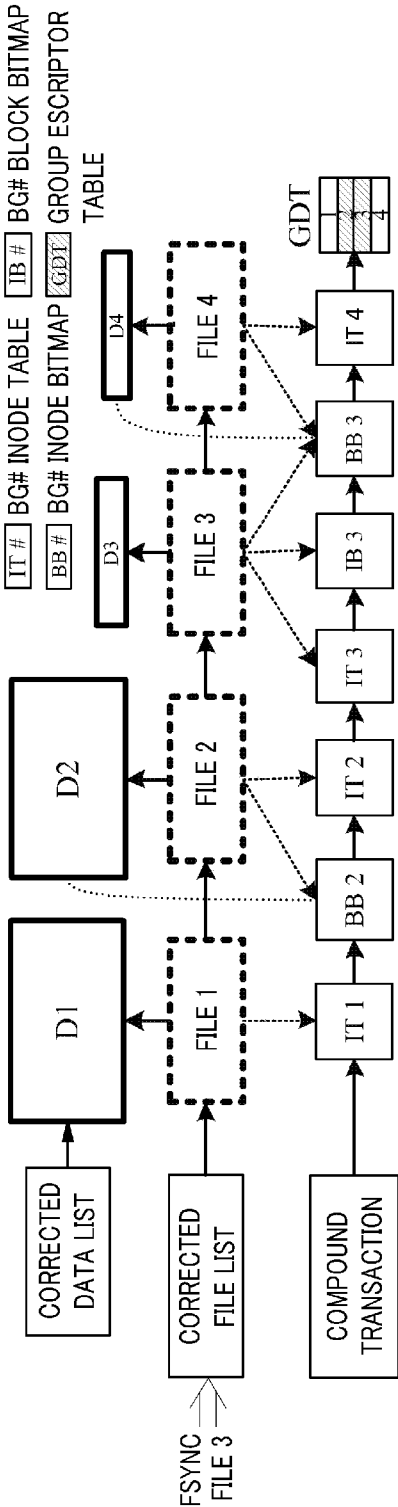 IT # BG# INODE TABLE
IB # BG# BLOCK BITMAP
BB # BG# INODE BITMAP
GDT GROUP ESCRIPTOR
TABLE
CORRECTED
DATA LIST
D1
D2
D3
D4
FSYNC
FILE 3
CORRECTED
FILE LIST
FILE 1
FILE 2
FILE 3
FILE 4
COMPOUND
TRANSACTION
IT 1
BB 2
IT 2
IT 3
IB 3
BB 3
IT 4
GDT
1
2
3
4